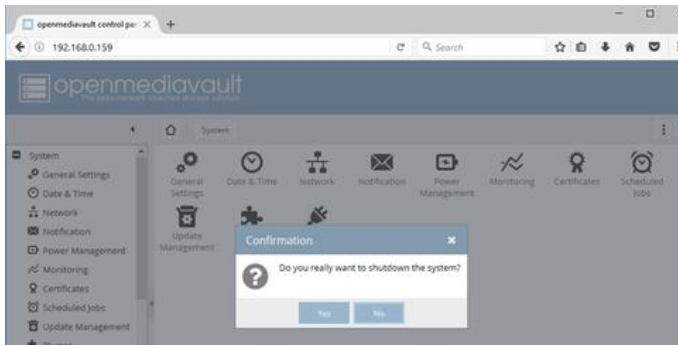 openmediavault control par
192.168.0.159
Search
openmediavault
The open network attached storage solution
System
System
General Settings
Date & Time
Network
Notification
Power Management
Monitoring
Certificates
Scheduled Jobs
Update Management
General
Settings
Date & Time
Network
Notification
Power
Management
Monitoring
Certificates
Scheduled
Jobs
Update
Management
Confirmation
Do you really want to shutdown the system?
Yes
No